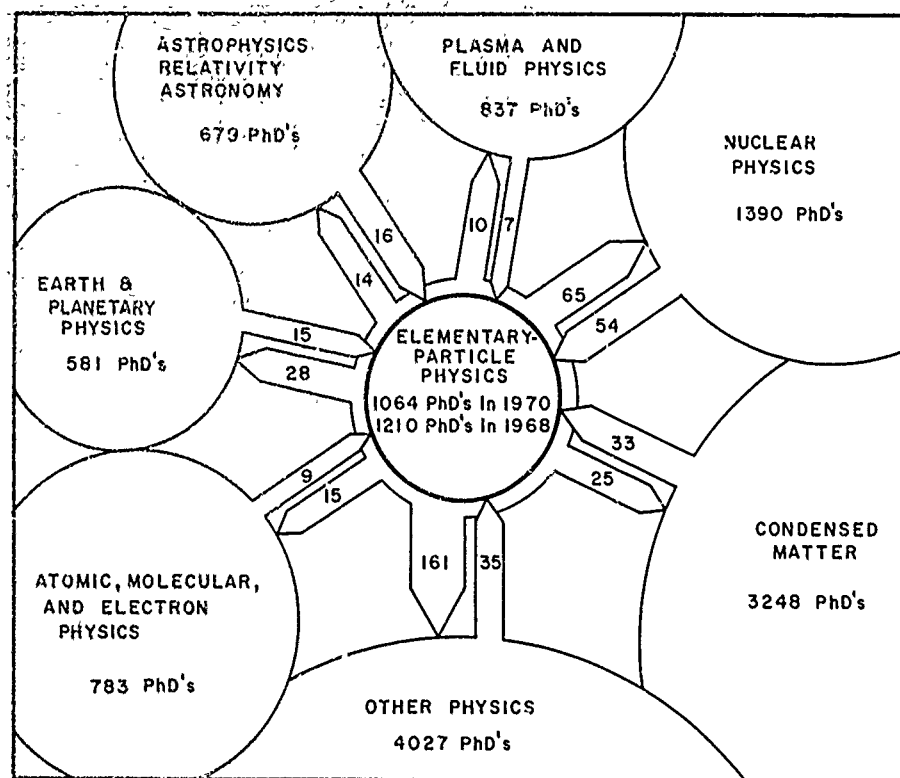 ASTROPHYSICS
RELATIVITY
ASTRONOMY
679 PhD's
PLASMA AND
FLUID PHYSICS
837 PhD's
NUCLEAR
PHYSICS
1390 PhD's
16
14
10
7
65
54
EARTH &
PLANETARY
PHYSICS
581 PhD's
15
28
ELEMENTARY-
PARTICLE
PHYSICS
1064 PhD's In 1970
1210 PhD's In 1968
33
25
9
15
161
35
CONDENSED
MATTER
3248 PhD's
ATOMIC, MOLECULAR,
AND ELECTRON
PHYSICS
783 PhD's
OTHER PHYSICS
4027 PhD's